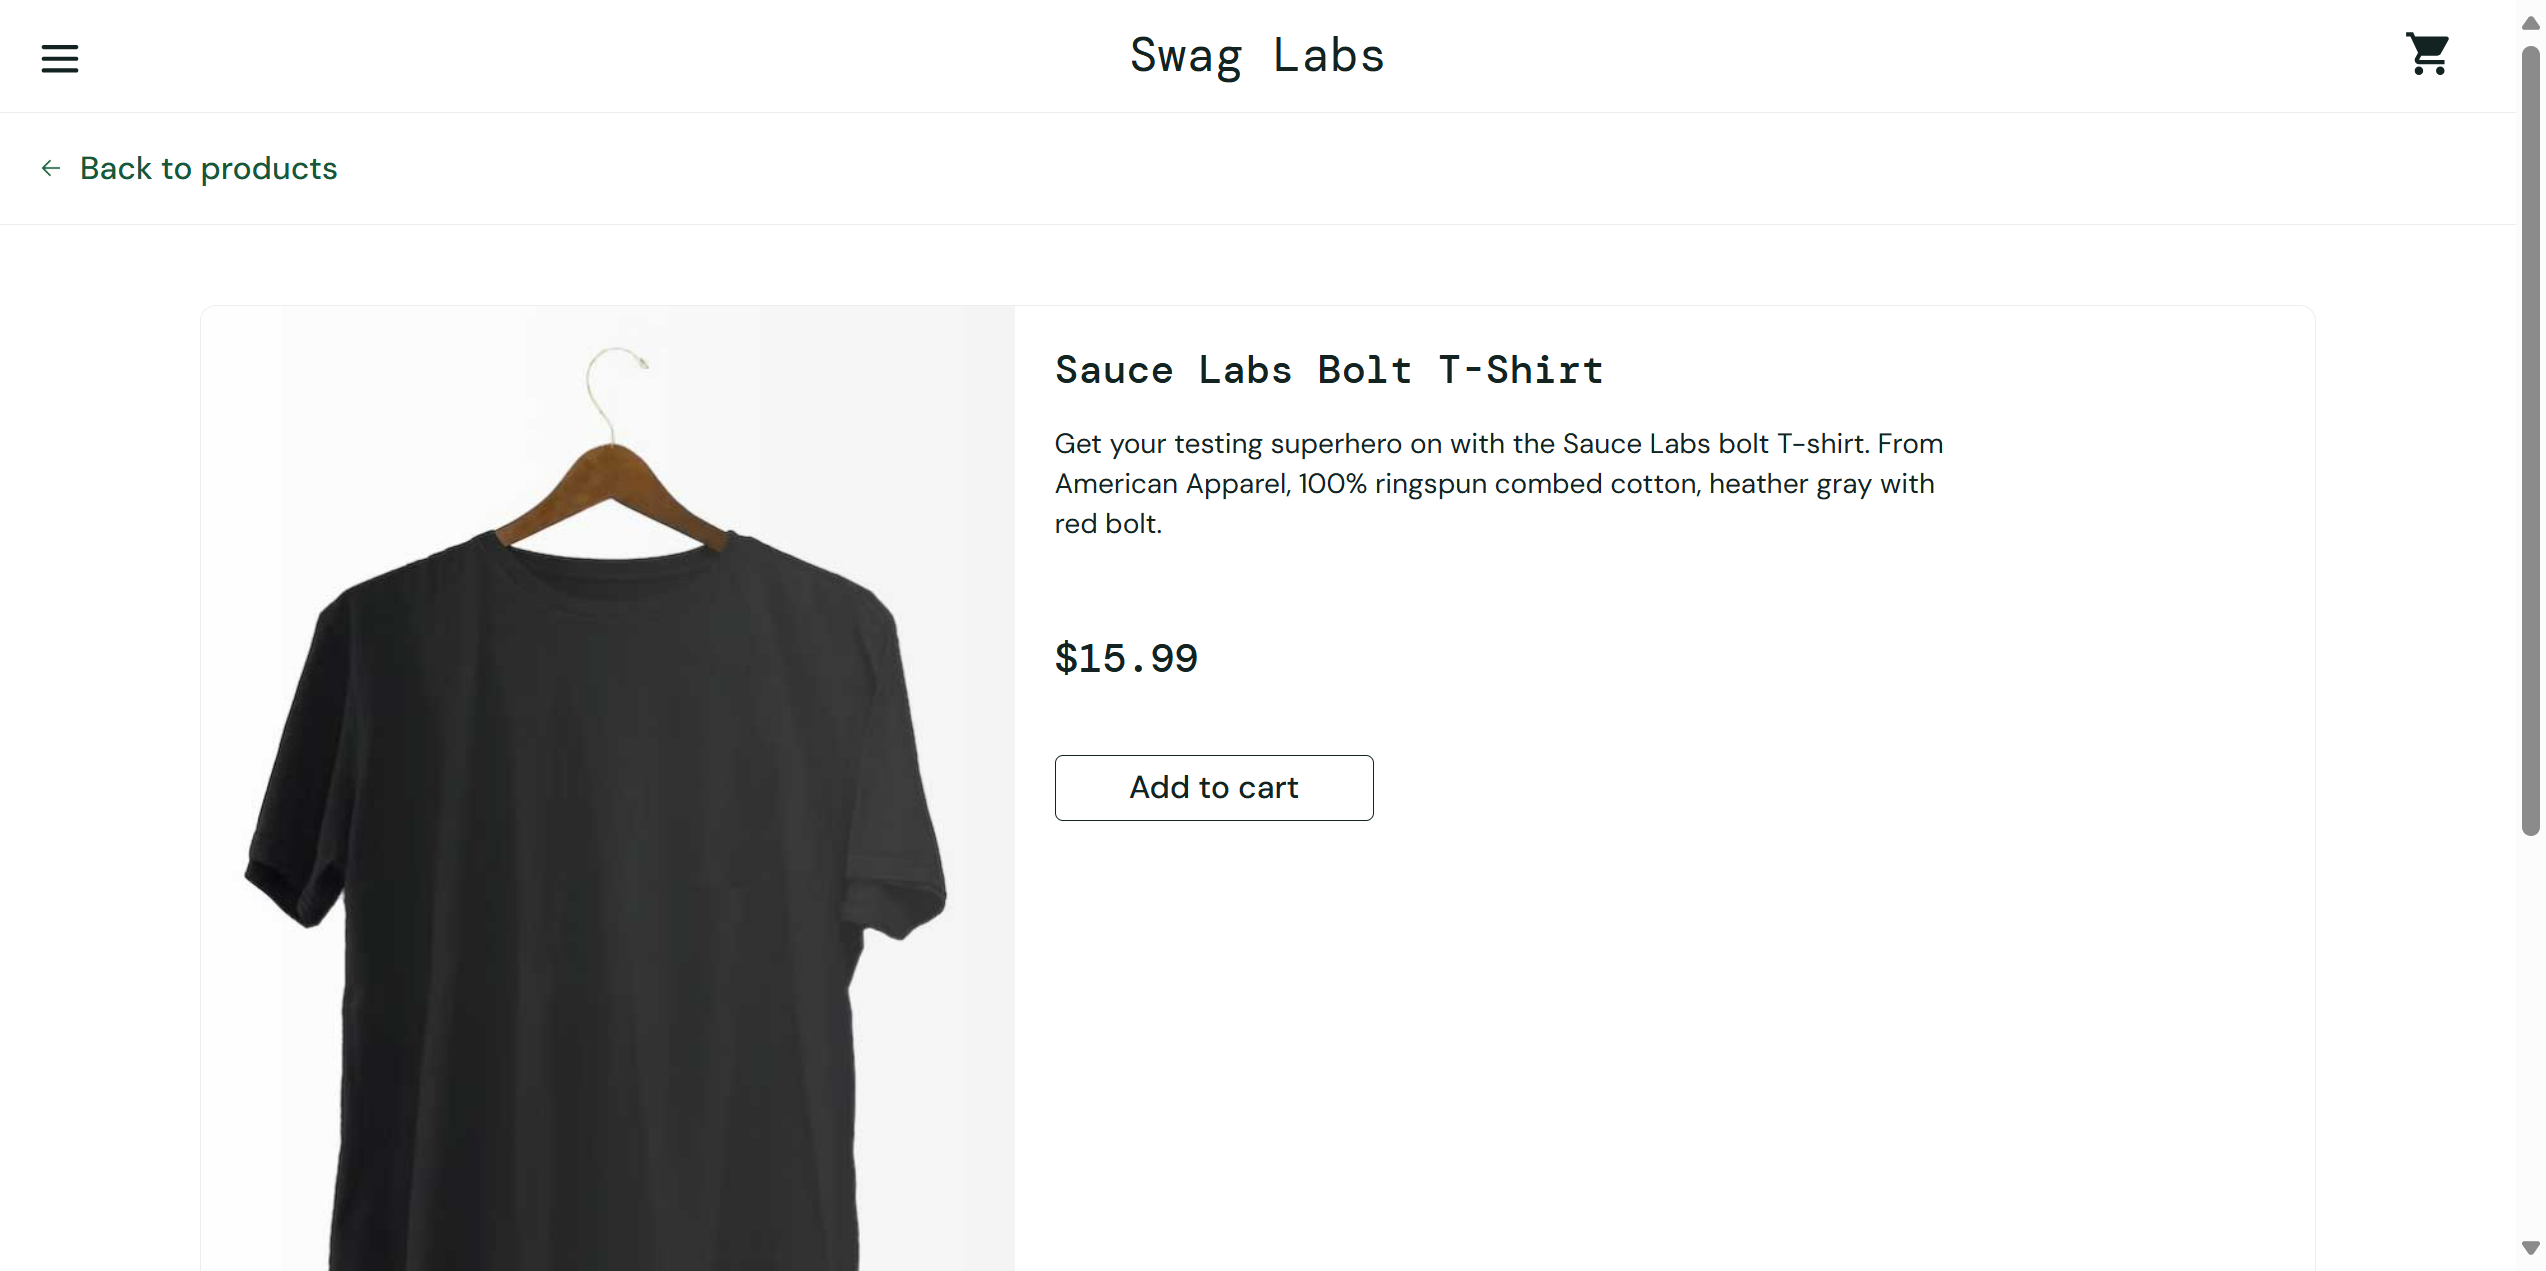 Swag Labs
Back to products
Sauce Labs Bolt T-Shirt
Get your testing superhero on with the Sauce Labs bolt T-shirt. From
American Apparel, 100% ringspun combed cotton, heather gray with
red bolt.
$15.99
Add to cart